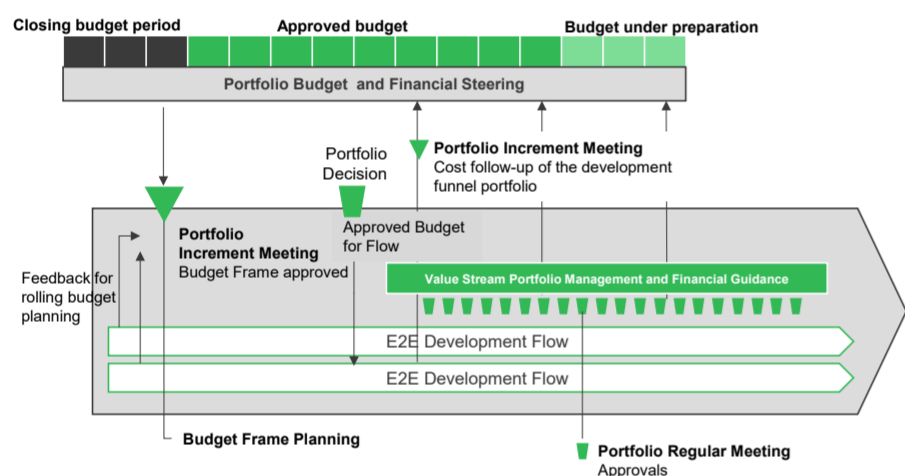 Closing budget period
Approved budget
Budget under preparation
Portfolio Budget and Financial Steering
Portfolio
Decision
Portfolio Increment Meeting
Cost follow-up of the development
funnel portfolio
Portfolio
Increment Meeting
Budget Frame approved
Approved Budget
for Flow
Feedback for
rolling budget
planning
Value Stream Portfolio Management and Financial Guidance
E2E Development Flow
E2E Development Flow
Budget Frame Planning
Portfolio Regular Meeting
Approvals